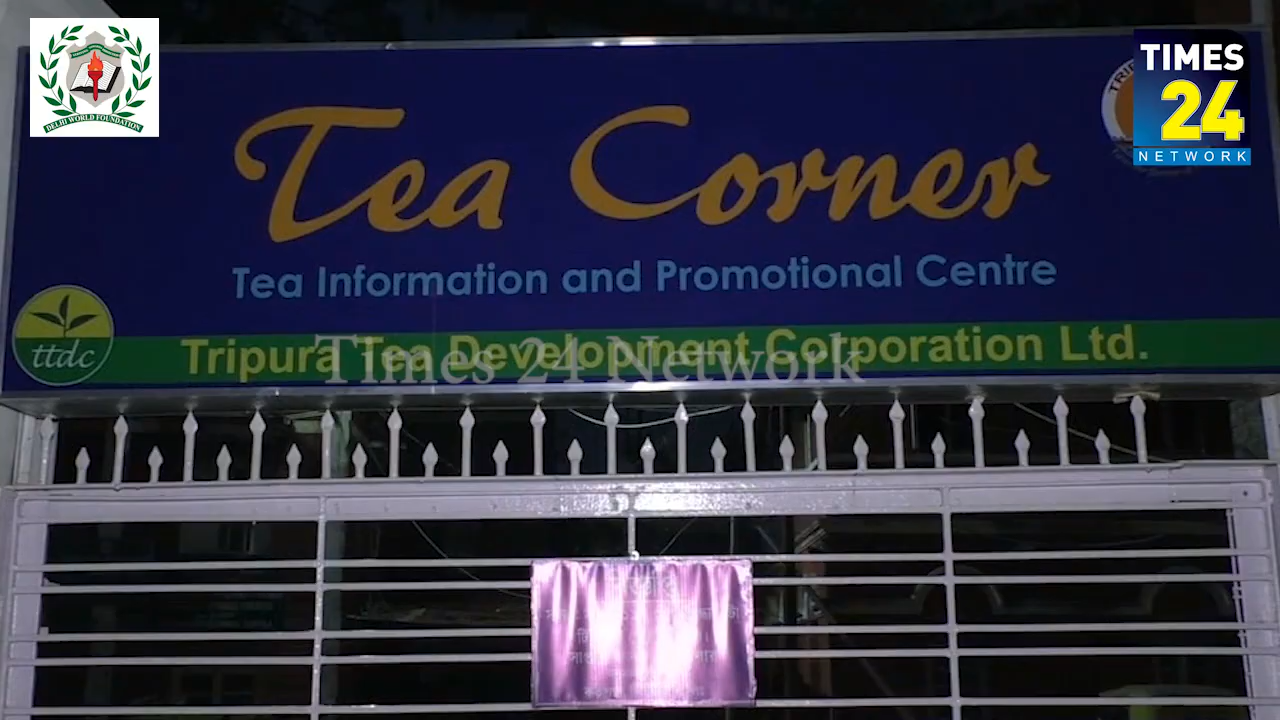 DELHI WORLD FOUNDATION
TIMES
24
NETWORK
Tea Corner
Tea Information and Promotional Centre
ttdc
Tripura Tea Development Corporation Ltd.
Times 24 Network